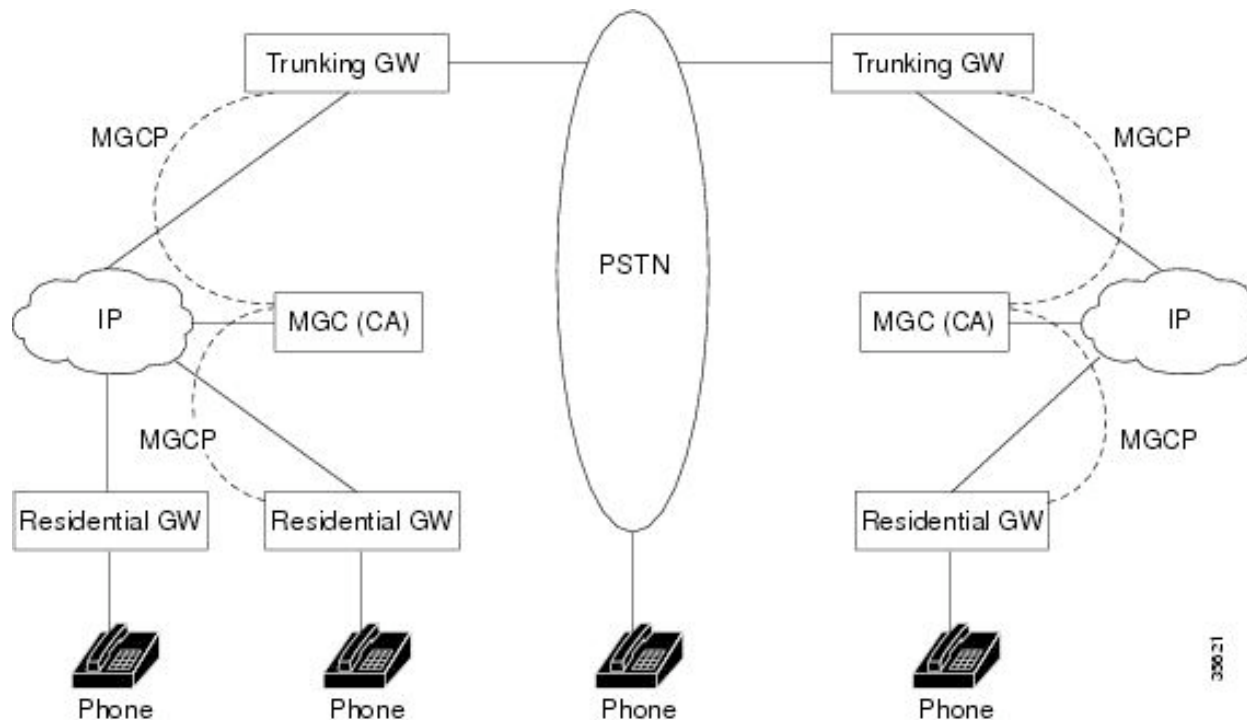 Trunking GW
Trunking GW
MGCP
MGCP
PSTN
IP
MGC (CA)
MGC (CA)
IP
MGCP
MGCP
Residential GW
Residential GW
Residential GW
35621
Phone
Phone
Phone
Phone